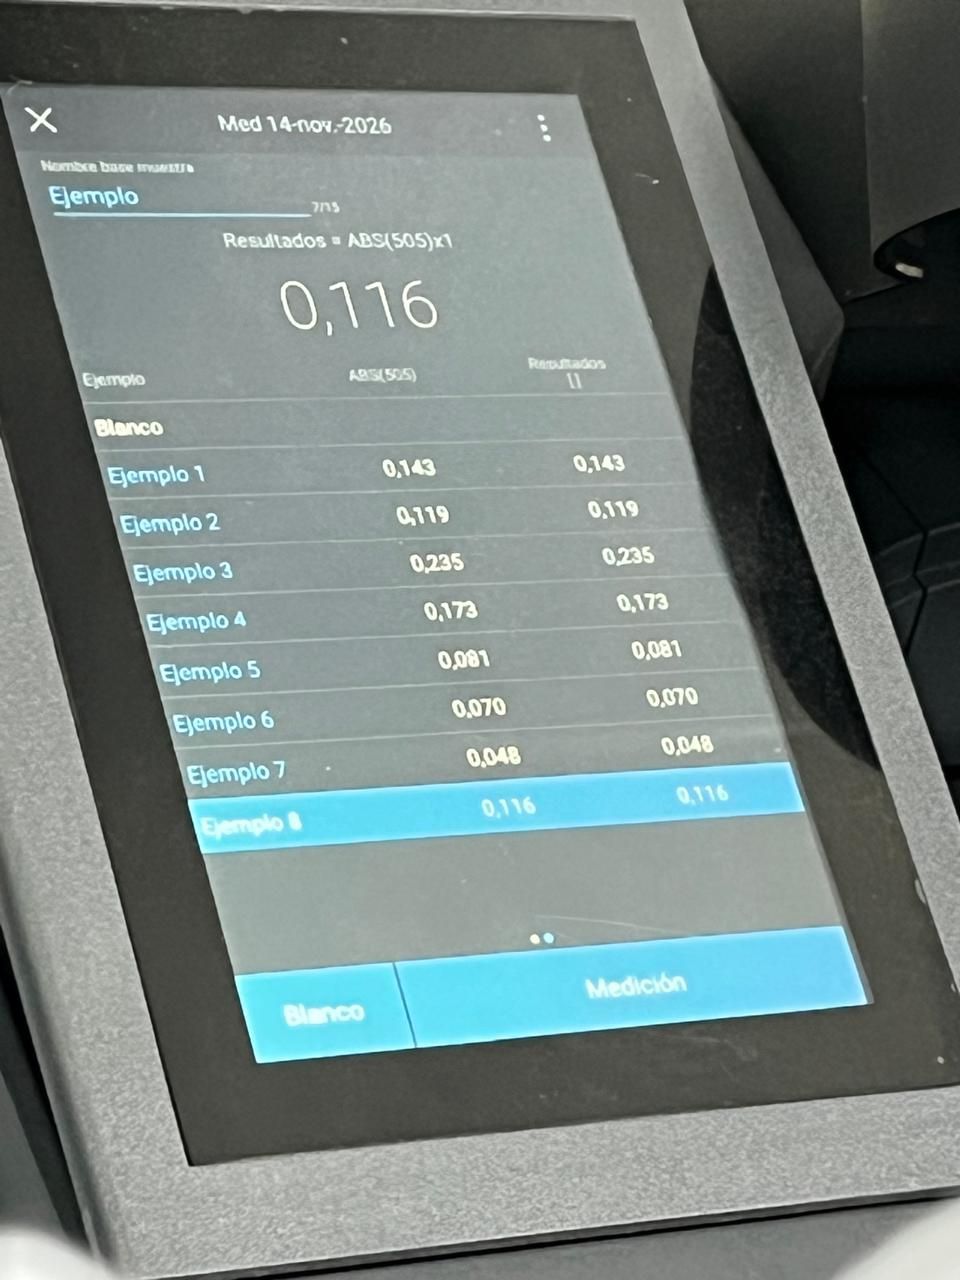 Med 14-nov.-2026
Nombre base muestra
Ejemplo
7/15
Resultados = ABS(505)x1
0,116
Ejemplo ABS(505) Resultados []
Blanco
Ejemplo 1 0,143 0,143
Ejemplo 2 0,119 0,119
Ejemplo 3 0,235 0,235
Ejemplo 4 0,173 0,173
Ejemplo 5 0,081 0,081
Ejemplo 6 0,070 0,070
Ejemplo 7 0,048 0,048
Ejemplo 8 0,116 0,116
Blanco Medición